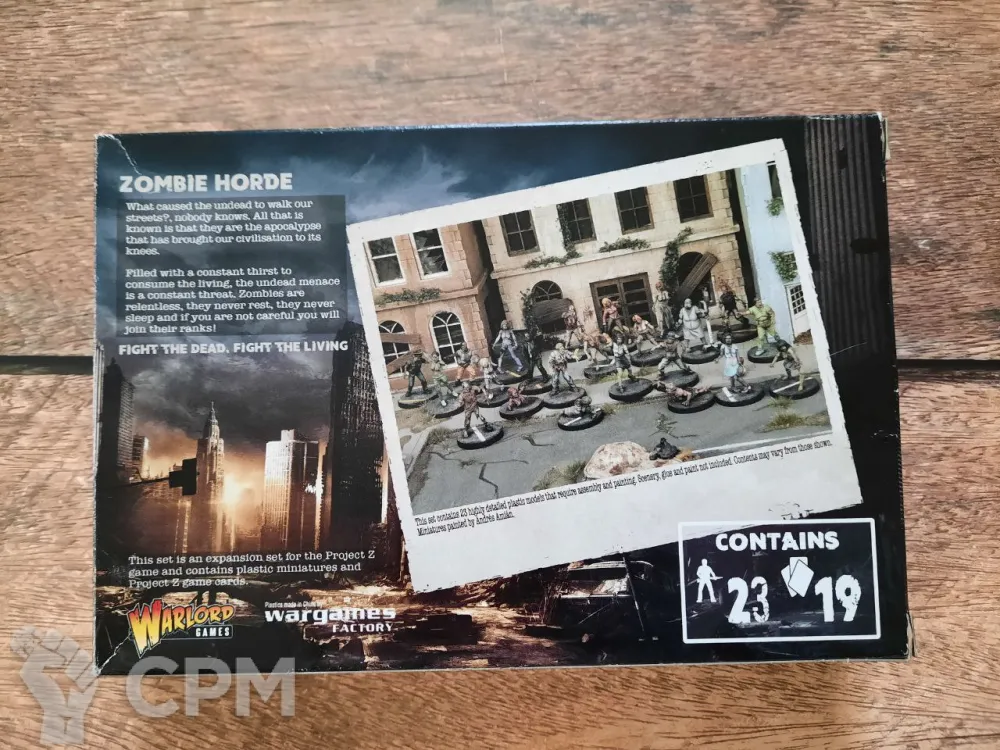 ZOMBIE HORDE
What caused the undead to walk our
streets?, nobody knows. All that is
known is that they are the apocalypse
that has brought our civilisation to its
knees.
Filled with a constant thirst to
consume the living, the undead menace
is a constant threat. Zombies are
relentless, they never rest, they never
sleep and if you are not careful you will
join their ranks!
FIGHT THE DEAD. FIGHT THE LIVING
This set contains 23 highly detailed plastic models that require assembly and painting. Scenery, glue and paint not included. Contents may vary from those shown.
Miniatures painted by Andrés Amián.
This set is an expansion set for the Project Z
game and contains plastic miniatures and
Project Z game cards.
WARLORD
GAMES
Plastics made in China by
wargames
FACTORY
CONTAINS
23 19
CPM